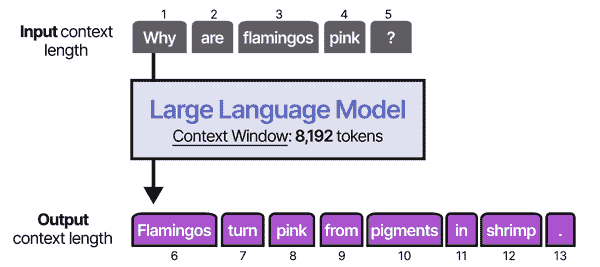 1 2 3 4 5
Input context length
Why are flamingos pink ?
Large Language Model
Context Window: 8,192 tokens
Output context length
Flamingos turn pink from pigments in shrimp .
6 7 8 9 10 11 12 13